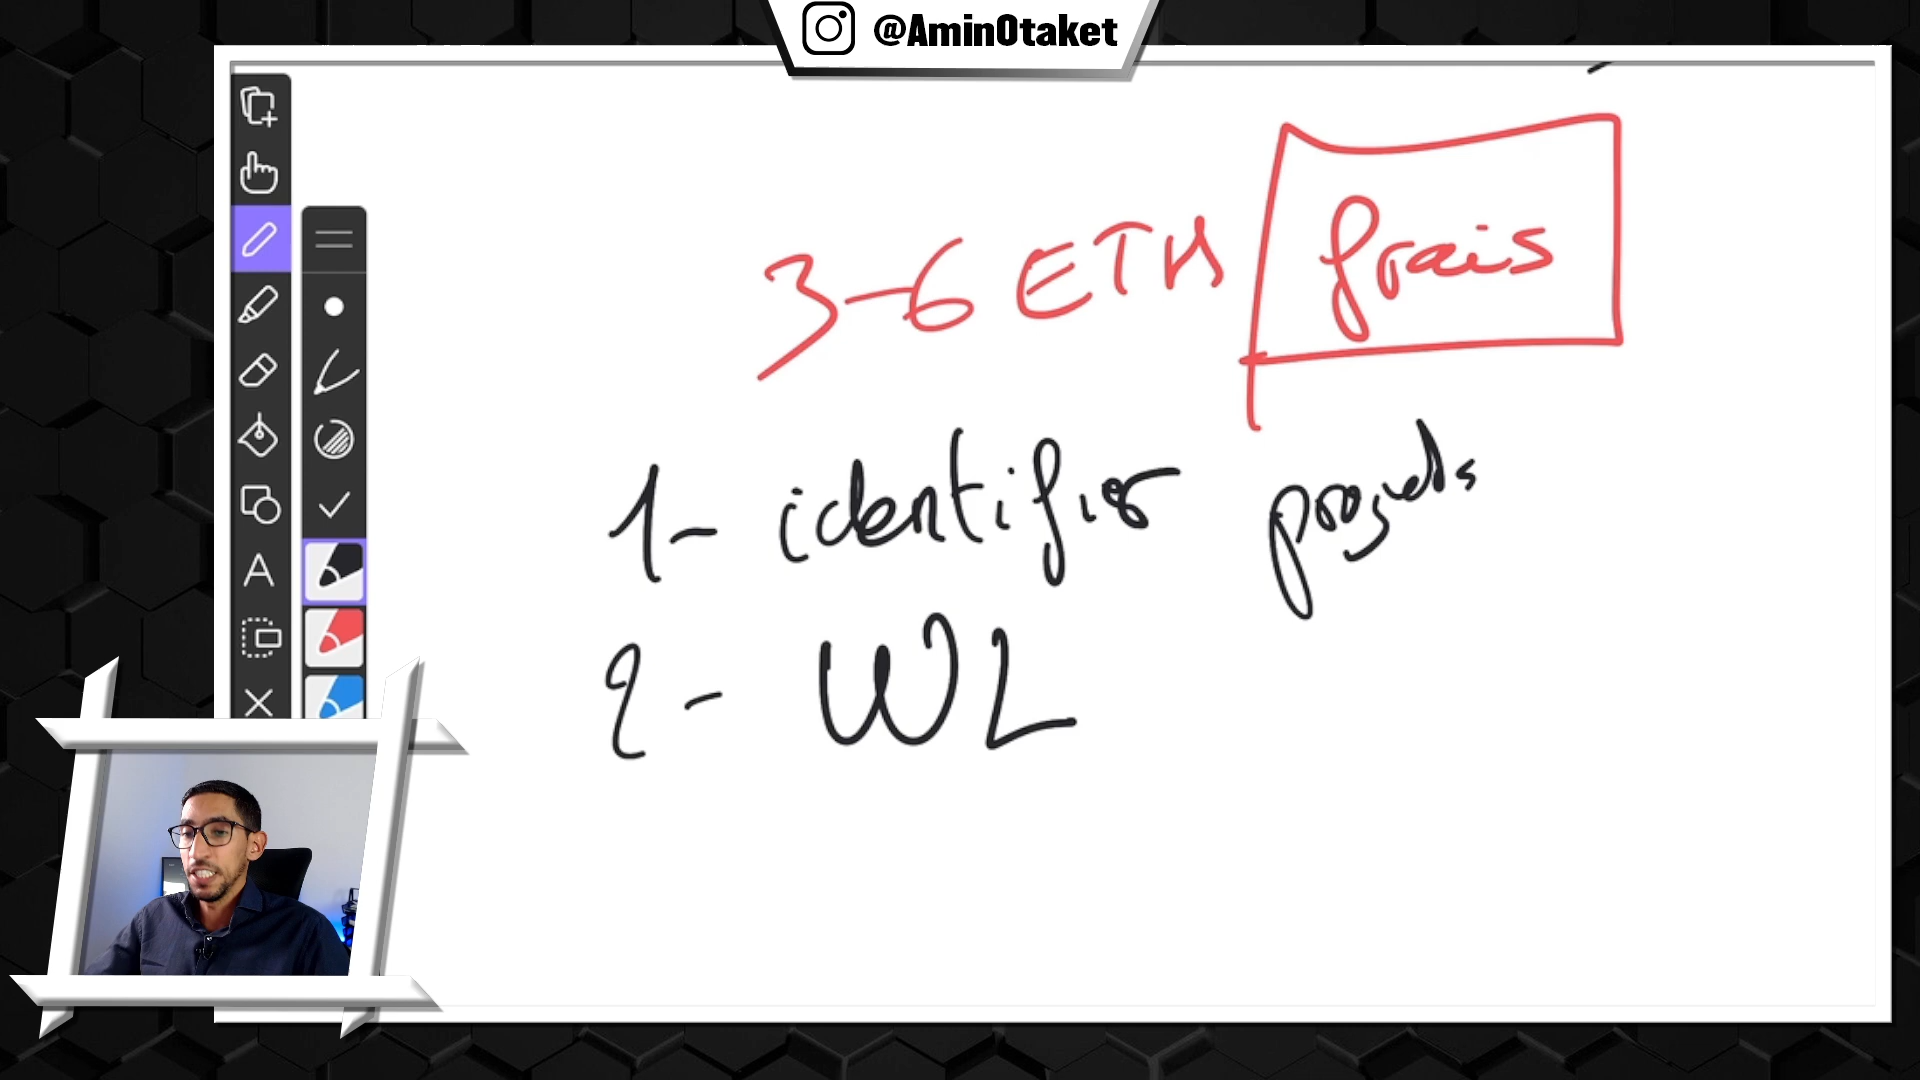 @AminOtaket
3-6 ETH frais
1- identifier projets
2- WL